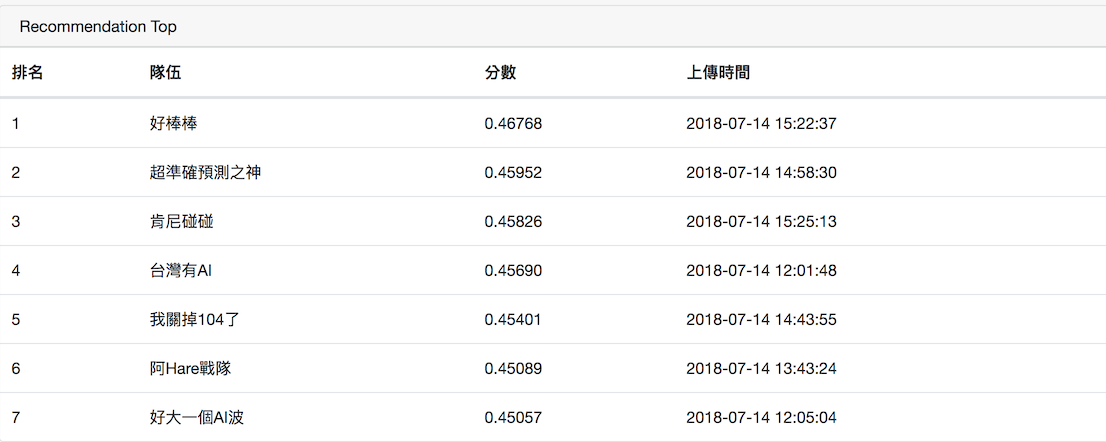 Recommendation Top
排名 隊伍 分數 上傳時間
1 好棒棒 0.46768 2018-07-14 15:22:37
2 超準確預測之神 0.45952 2018-07-14 14:58:30
3 肯尼碰碰 0.45826 2018-07-14 15:25:13
4 台灣有AI 0.45690 2018-07-14 12:01:48
5 我關掉104了 0.45401 2018-07-14 14:43:55
6 阿Hare戰隊 0.45089 2018-07-14 13:43:24
7 好大一個AI波 0.45057 2018-07-14 12:05:04